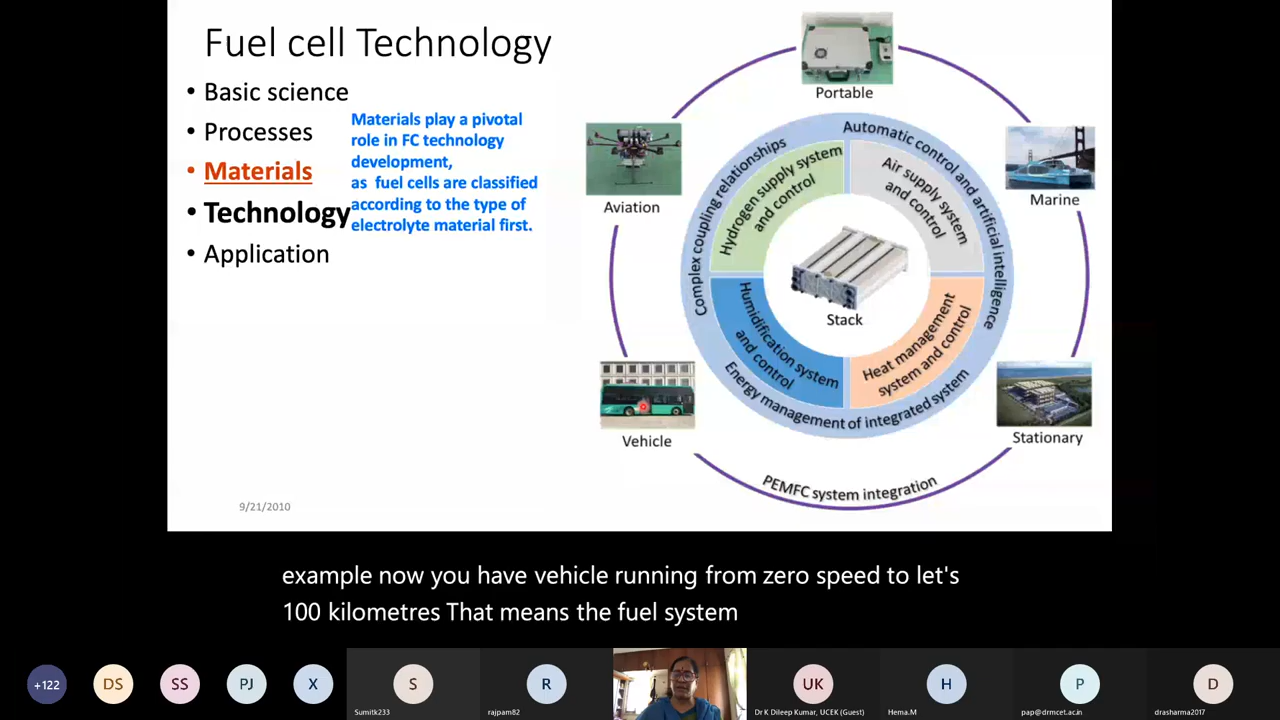 Fuel cell Technology
• Basic science
• Processes
• Materials
• Technology
• Application
Materials play a pivotal
role in FC technology
development,
as fuel cells are classified
according to the type of
electrolyte material first.
Portable
Aviation
Marine
Vehicle
Stationary
Complex coupling relationships
Automatic control and artificial intelligence
Energy management of integrated system
Hydrogen supply system
and control
Air supply system
and control
Humidification system
and control
Heat management
system and control
Stack
PEMFC system integration
9/21/2010
example now you have vehicle running from zero speed to let's
100 kilometres That means the fuel system
+122
DS
SS
PJ
X
S
R
UK
H
P
D
Sumitk233
rajpam82
Dr K Dileep Kumar, UCEK (Guest)
Hema.M
pap@drmcet.ac.in
drasharma2017